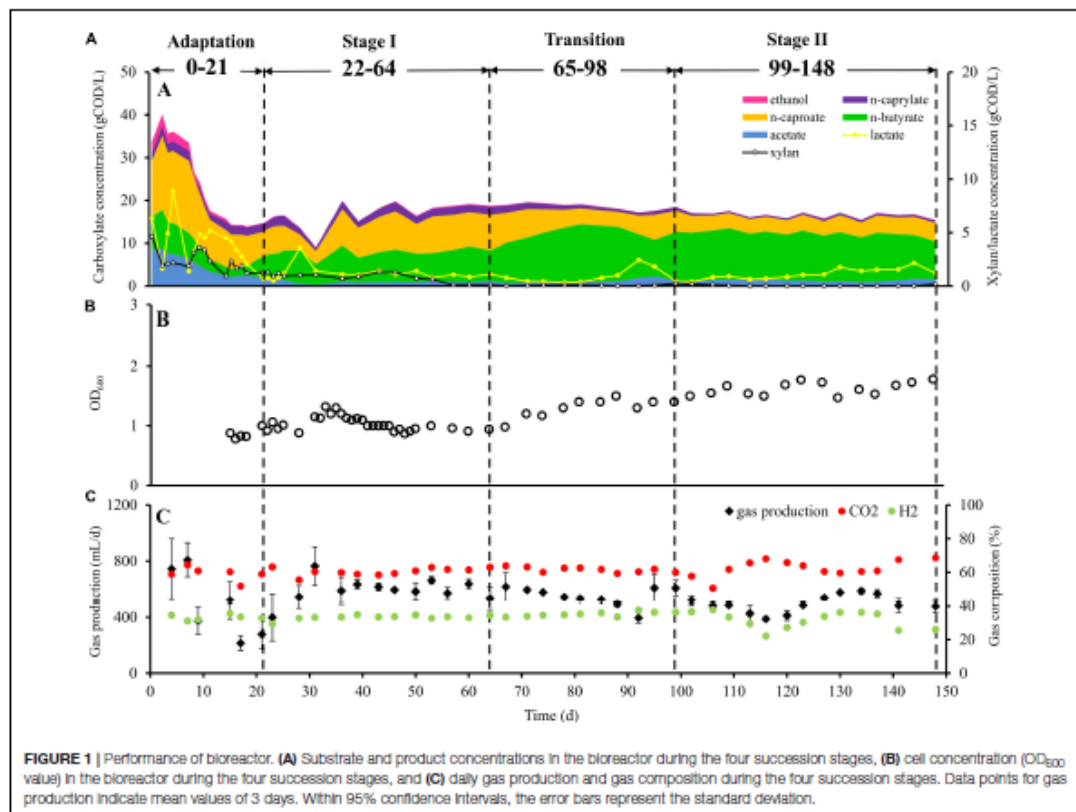 A
Adaptation Stage I Transition Stage II
0-21 22-64 65-98 99-148
A
Carboxylate concentration (gCOD/L)
50
40
30
20
10
0
ethanol n-caprylate
n-caproate n-butyrate
acetate lactate
xylan
20
15
10
5
0
Xylan/lactate concentration (gCOD/L)
B
B
OD600
3
2
1
0
C
C
Gas production (mL/d)
1200
800
400
0
gas production CO2 H2
100
80
60
40
20
0
Gas corposition (%)
0 10 20 30 40 50 60 70 80 90 100 110 120 130 140 150
Time (d)
FIGURE 1 | Performance of bioreactor. (A) Substrate and product concentrations in the bioreactor during the four succession stages, (B) cell concentration (OD600
value) in the bioreactor during the four succession stages, and (C) daily gas production and gas composition during the four succession stages. Data points for gas
production indicate mean values of 3 days. Within 95% confidence intervals, the error bars represent the standard deviation.